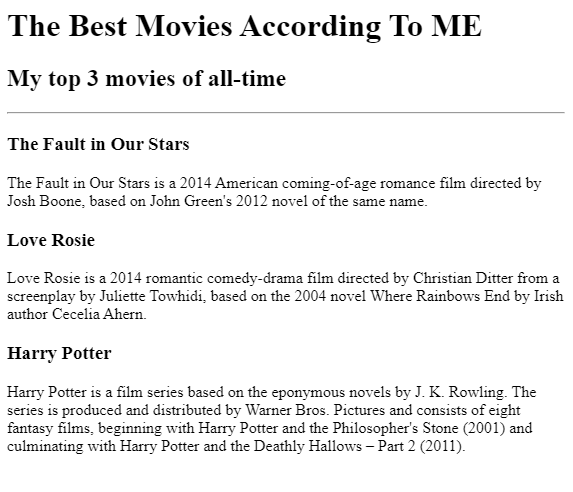 The Best Movies According To ME
My top 3 movies of all-time
The Fault in Our Stars
The Fault in Our Stars is a 2014 American coming-of-age romance film directed by
Josh Boone, based on John Green's 2012 novel of the same name.
Love Rosie
Love Rosie is a 2014 romantic comedy-drama film directed by Christian Ditter from a
screenplay by Juliette Towhidi, based on the 2004 novel Where Rainbows End by Irish
author Cecelia Ahern.
Harry Potter
Harry Potter is a film series based on the eponymous novels by J. K. Rowling. The
series is produced and distributed by Warner Bros. Pictures and consists of eight
fantasy films, beginning with Harry Potter and the Philosopher's Stone (2001) and
culminating with Harry Potter and the Deathly Hallows – Part 2 (2011).